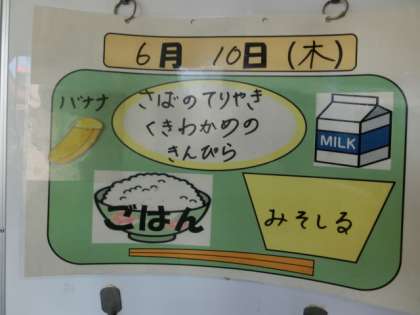 6月 10日(木)
バナナ
さばのてりやき
くきわかめの
きんぴら
MILK
ごはん
みそしる